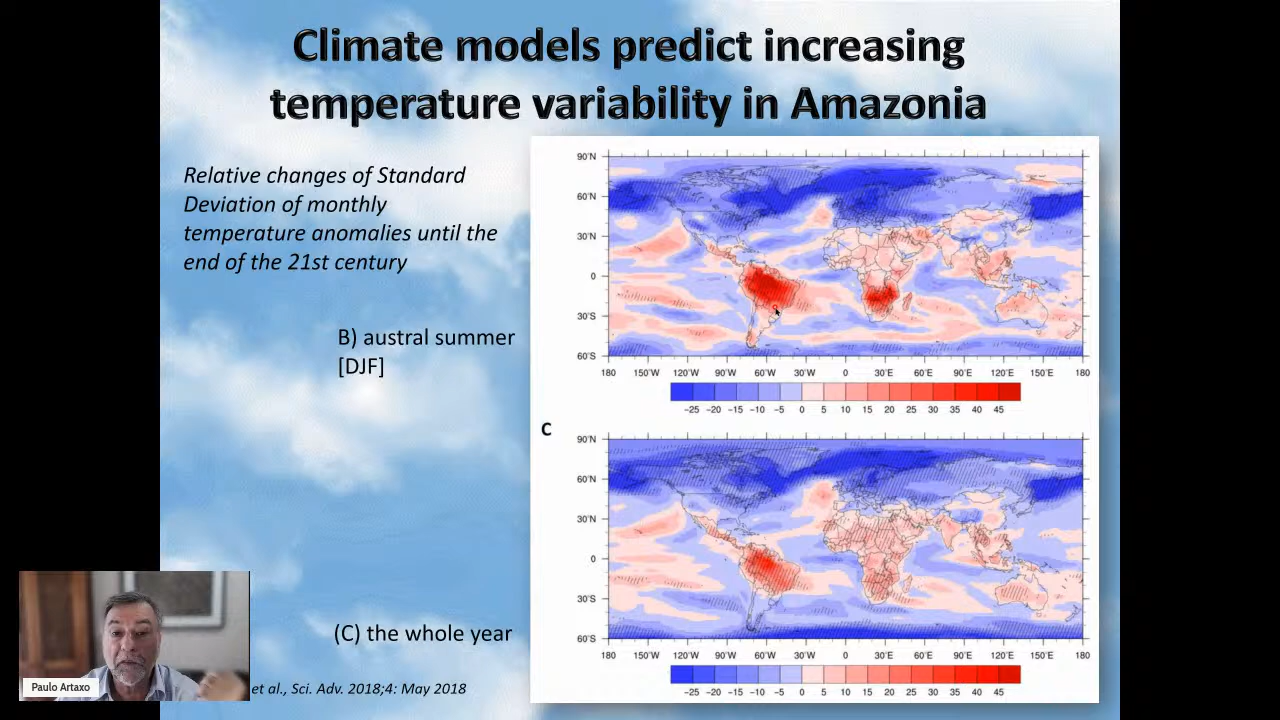 Climate models predict increasing
temperature variability in Amazonia
Relative changes of Standard
Deviation of monthly
temperature anomalies until the
end of the 21st century
B) austral summer
[DJF]
90°N
60°N
30°N
0
30°S
60°S
180 150°W 120°W 90°W 60°W 30°W 0 30°E 60°E 90°E 120°E 150°E 180
−25 −20 −15 −10 −5 0 5 10 15 20 25 30 35 40 45
C
90°N
60°N
30°N
0
30°S
60°S
180 150°W 120°W 90°W 60°W 30°W 0 30°E 60°E 90°E 120°E 150°E 180
−25 −20 −15 −10 −5 0 5 10 15 20 25 30 35 40 45
(C) the whole year
et al., Sci. Adv. 2018;4: May 2018
Paulo Artaxo